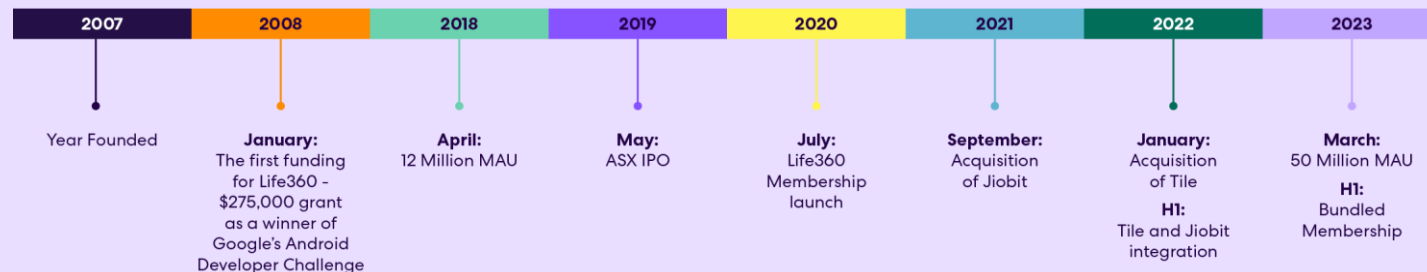 2007
2008
2018
2019
2020
2021
2022
2023
Year Founded
January:
The first funding
for Life360 -
$275,000 grant
as a winner of
Google's Android
Developer Challenge
April:
12 Million MAU
May:
ASX IPO
July:
Life360
Membership
launch
September:
Acquisition
of Jiobit
January:
Acquisition
of Tile
H1:
Tile and Jiobit
integration
March:
50 Million MAU
H1:
Bundled
Membership